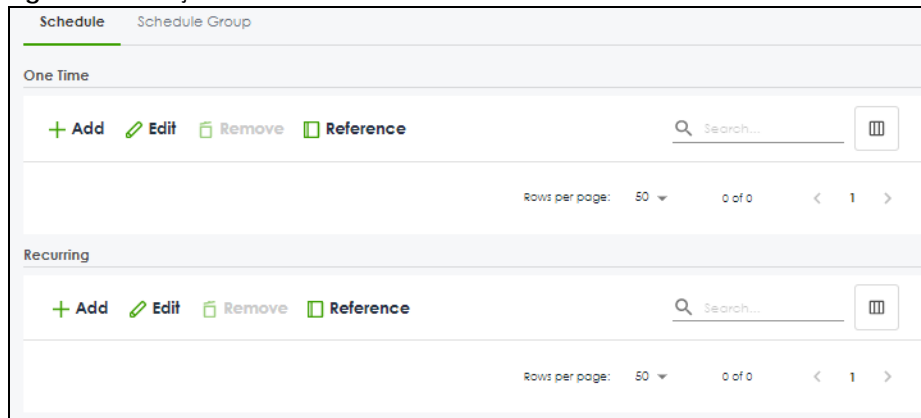 Schedule Schedule Group
One Time
Add Edit Remove Reference Search...
Rows per page: 50 0 of 0 < 1 >
Recurring
Add Edit Remove Reference Search...
Rows per page: 50 0 of 0 < 1 >